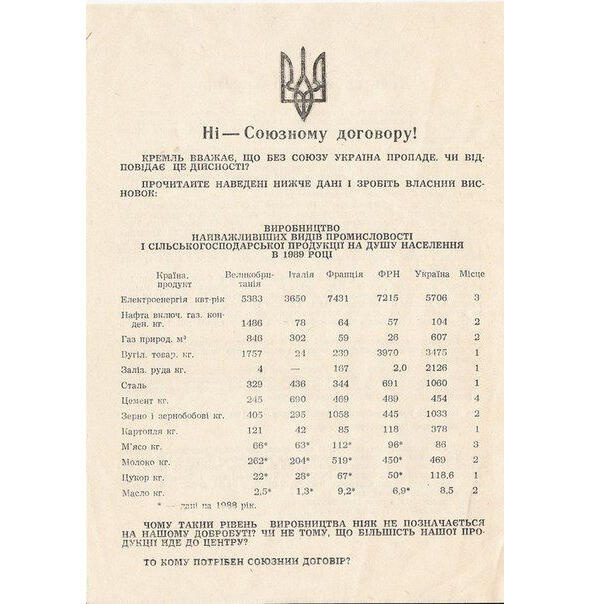 Ні — Союзному договору!
КРЕМЛЬ ВВАЖАЄ, ЩО БЕЗ СОЮЗУ УКРАЇНА ПРОПАДЕ. ЧИ ВІД-
ПОВІДАЄ ЦЕ ДІЙСНОСТІ?
ПРОЧИТАЙТЕ НАВЕДЕНІ НИЖЧЕ ДАНІ І ЗРОБІТЬ ВЛАСНИЙ ВИС-
НОВОК:
ВИРОБНИЦТВО
НАЙВАЖЛИВІШИХ ВИДІВ ПРОМИСЛОВОСТІ
І СІЛЬСЬКОГОСПОДАРСЬКОЇ ПРОДУКЦІЇ НА ДУШУ НАСЕЛЕННЯ
В 1989 РОЦІ
Країна, Великобри- Італія Франція ФРН Україна Місце
продукт танія
Електроенергія квт-рік 5383 3650 7431 7215 5706 3
Нафта включ. газ. кон-
ден. кг. 1486 78 64 57 104 2
Газ природ. м³ 846 302 59 26 607 2
Вугіл. товар. кг. 1757 24 239 3970 3475 1
Заліз. руда кг. 4 — 167 2,0 2126 1
Сталь 329 436 344 691 1060 1
Цемент кг. 245 690 469 469 454 4
Зерно і зернобобові кг. 405 295 1058 445 1033 2
Картопля кг. 121 42 85 118 378 1
М'ясо кг. 66* 63* 112* 96* 86 3
Молоко кг. 262* 204* 519* 450* 469 2
Цукор кг. 22* 28* 67* 50* 118,6 1
Масло кг. 2,5* 1,3* 9,2* 6,9* 8,5 2
* — дані на 1988 рік.
ЧОМУ ТАКИЙ РІВЕНЬ ВИРОБНИЦТВА НІЯК НЕ ПОЗНАЧАЄТЬСЯ
НА НАШОМУ ДОБРОБУТІ? ЧИ НЕ ТОМУ, ЩО БІЛЬШІСТЬ НАШОЇ ПРО-
ДУКЦІЇ ЙДЕ ДО ЦЕНТРУ?
ТО КОМУ ПОТРІБЕН СОЮЗНИЙ ДОГОВІР?